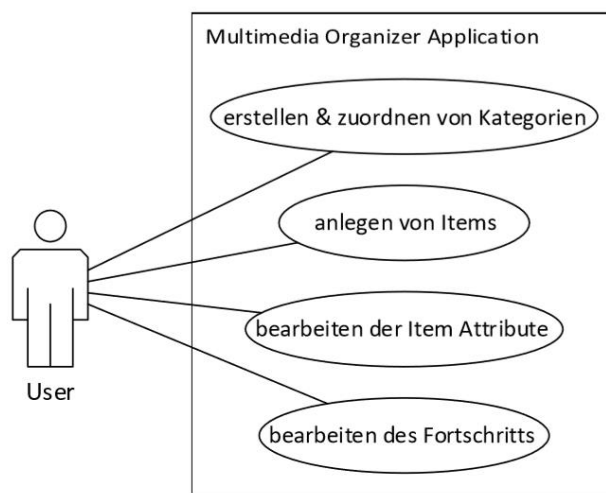 Multimedia Organizer Application
erstellen & zuordnen von Kategorien
anlegen von Items
bearbeiten der Item Attribute
User
bearbeiten des Fortschritts